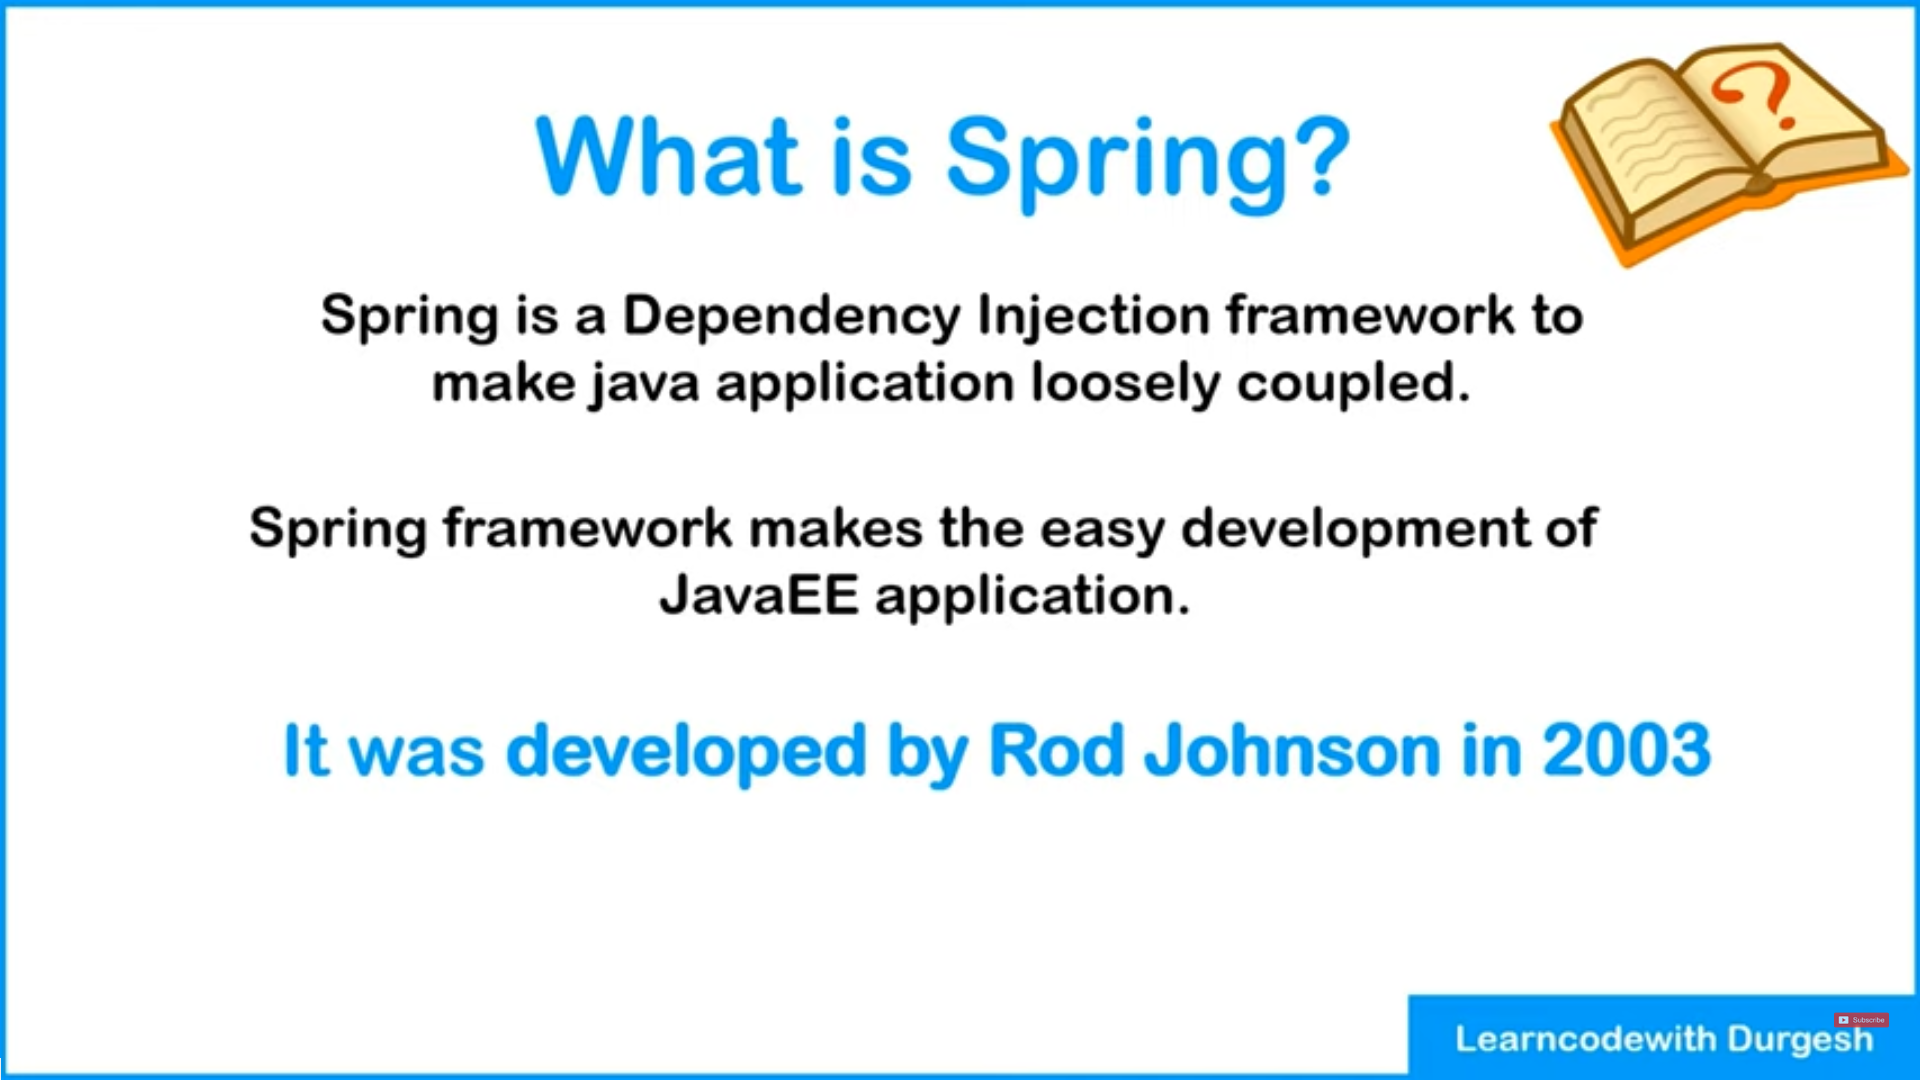 What is Spring?
Spring is a Dependency Injection framework to
make java application loosely coupled.
Spring framework makes the easy development of
JavaEE application.
It was developed by Rod Johnson in 2003
Subscribe
Learncodewith Durgesh